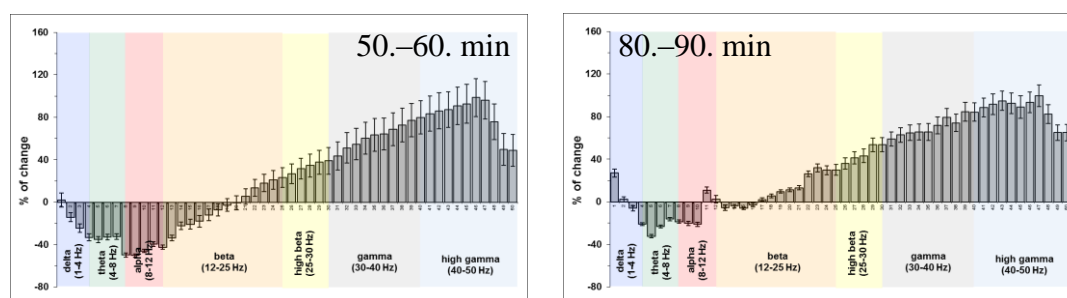 50.–60. min
160
120
80
40
0
-40
-80
% of change
delta
(1-4 Hz)
theta
(4-8 Hz)
alpha
(8-12 Hz)
beta
(12-25 Hz)
high beta
(25-30 Hz)
gamma
(30-40 Hz)
high gamma
(40-50 Hz)
80.–90. min
160
120
80
40
0
-40
-80
% of change
delta
(1-4 Hz)
theta
(4-8 Hz)
alpha
(8-12 Hz)
beta
(12-25 Hz)
high beta
(25-30 Hz)
gamma
(30-40 Hz)
high gamma
(40-50 Hz)